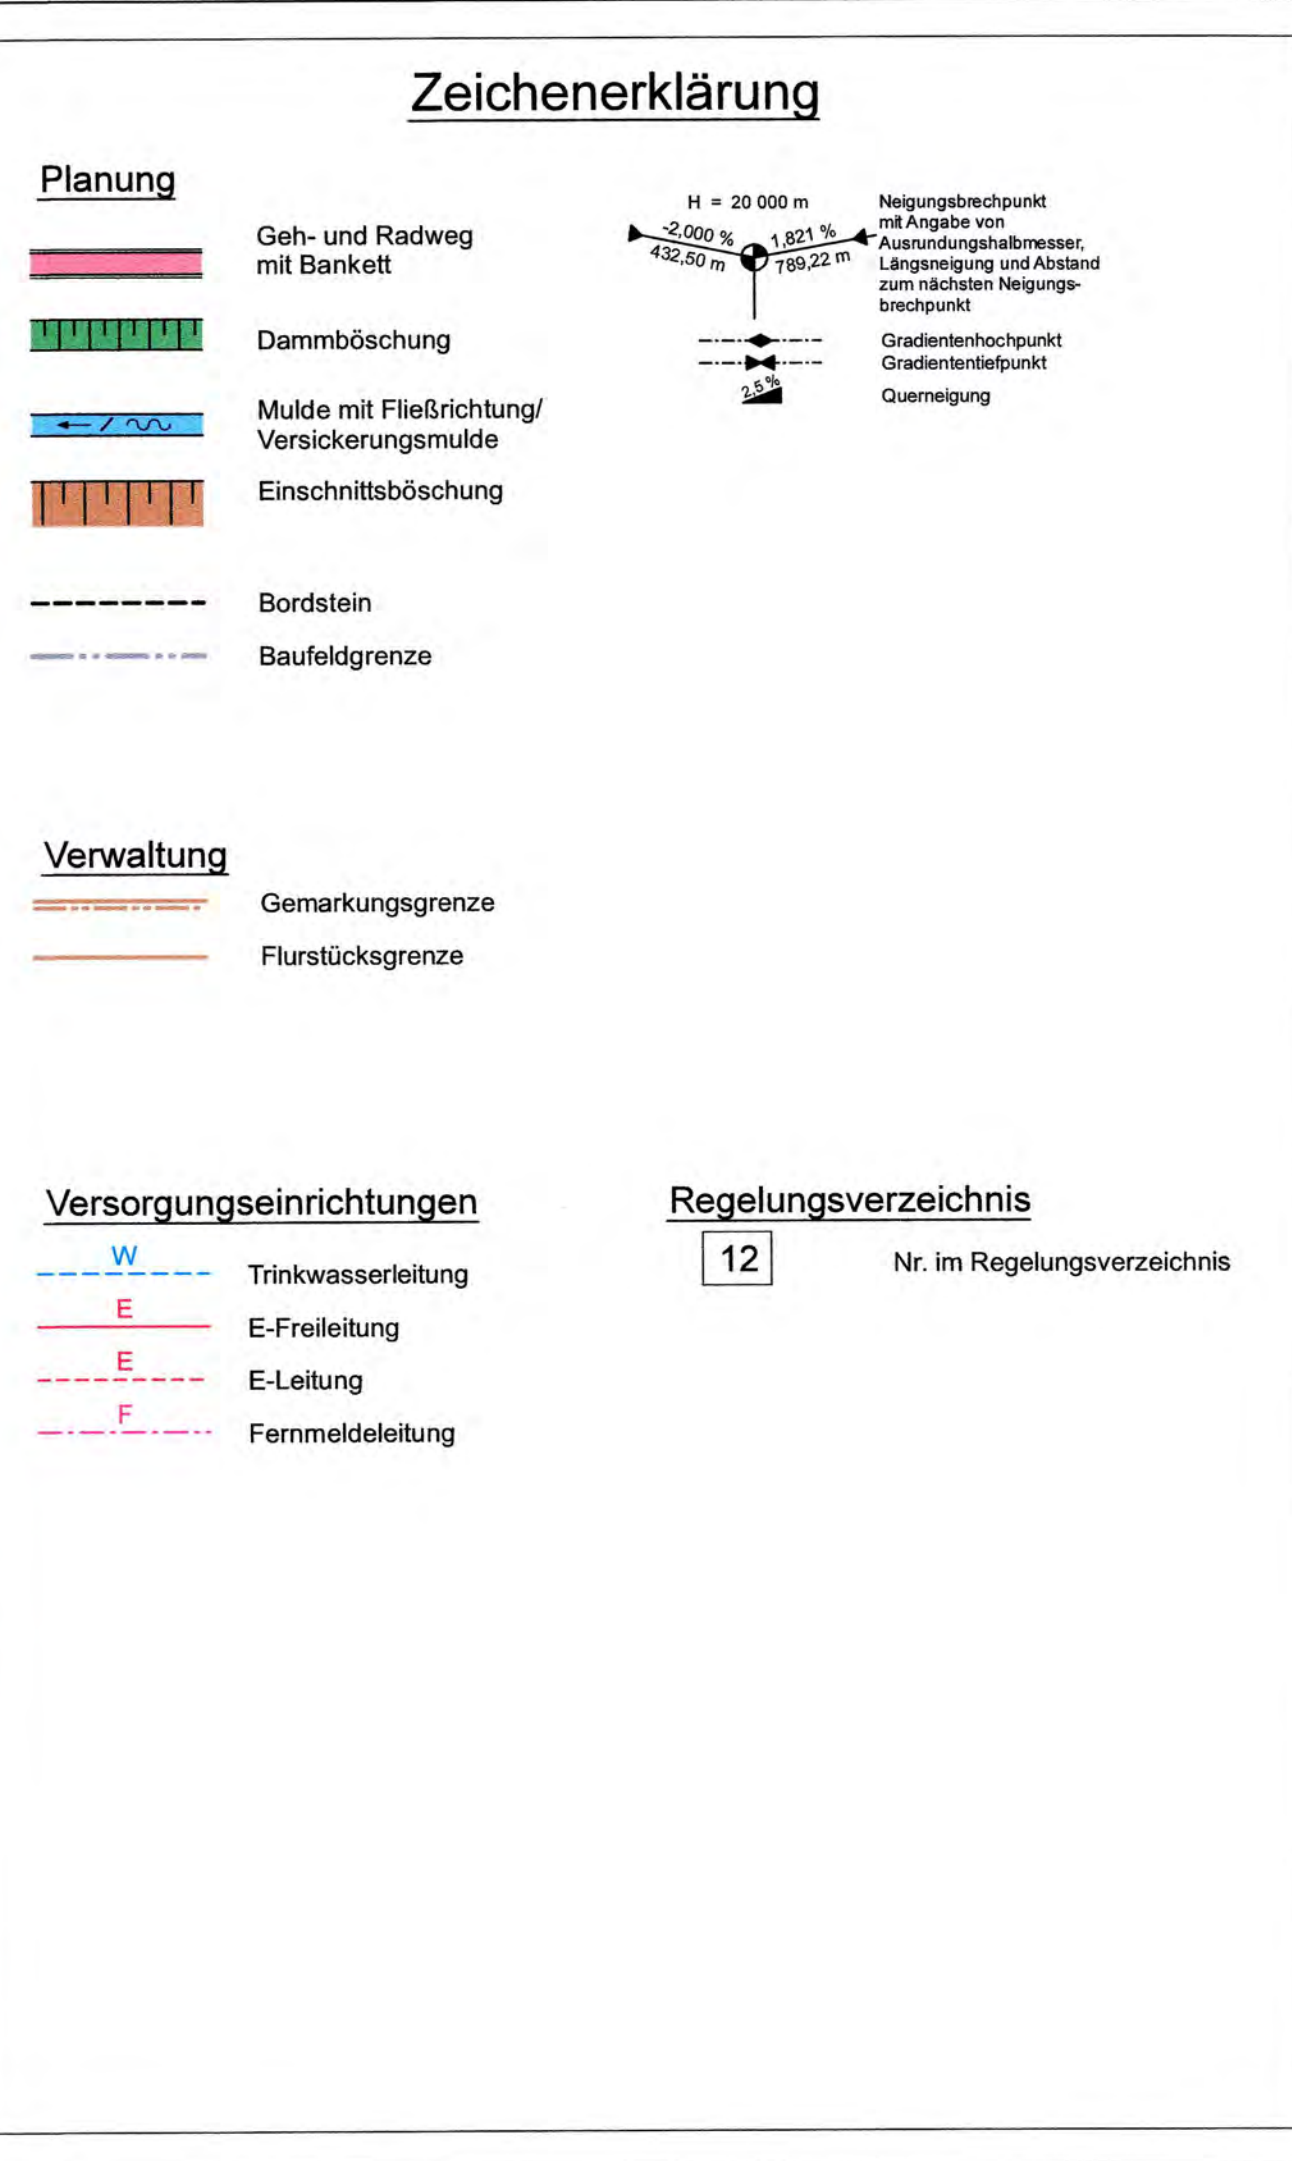 Zeichenerklärung
Planung
Geh- und Radweg
mit Bankett
Dammböschung
Mulde mit Fließrichtung/
Versickerungsmulde
Einschnittsböschung
Bordstein
Baufeldgrenze
H = 20 000 m
-2,000 %
432,50 m
1,821 %
789,22 m
Neigungsbrechpunkt
mit Angabe von
Ausrundungshalbmesser,
Längsneigung und Abstand
zum nächsten Neigungs-
brechpunkt
Gradientenhochpunkt
Gradiententiefpunkt
2,5 %
Querneigung
Verwaltung
Gemarkungsgrenze
Flurstücksgrenze
Versorgungseinrichtungen
W
Trinkwasserleitung
E
E-Freileitung
E
E-Leitung
F
Fernmeldeleitung
Regelungsverzeichnis
12
Nr. im Regelungsverzeichnis